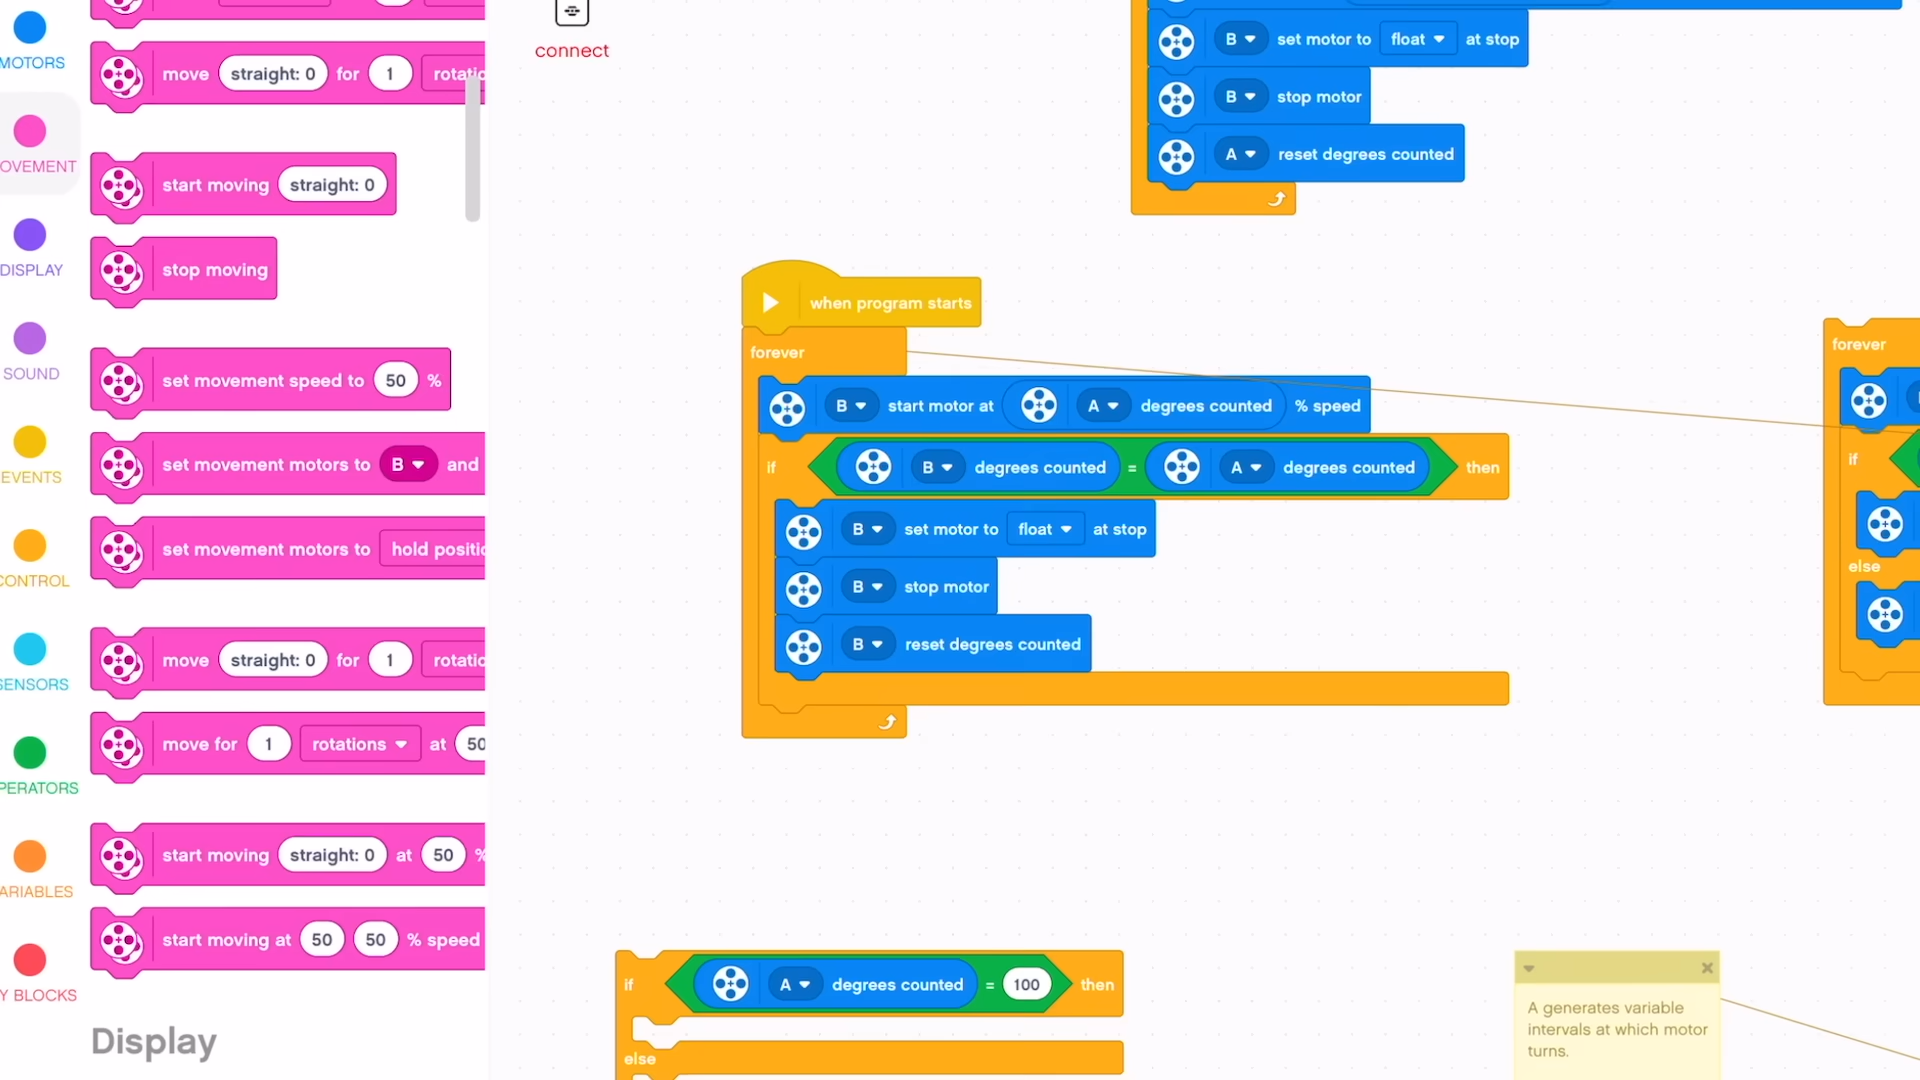 MOTORS
OVEMENT
DISPLAY
SOUND
EVENTS
CONTROL
SENSORS
PERATORS
ARIABLES
Y BLOCKS
move straight: 0 for 1 rotatio
start moving straight: 0
stop moving
set movement speed to 50 %
set movement motors to B and
set movement motors to hold positio
move straight: 0 for 1 rotatio
move for 1 rotations at 50
start moving straight: 0 at 50 %
start moving at 50 50 % speed
Display
connect
B set motor to float at stop
B stop motor
A reset degrees counted
when program starts
forever
B start motor at A degrees counted % speed
if B degrees counted = A degrees counted then
B set motor to float at stop
B stop motor
B reset degrees counted
forever
if
else
if A degrees counted = 100 then
else
A generates variable
intervals at which motor
turns.